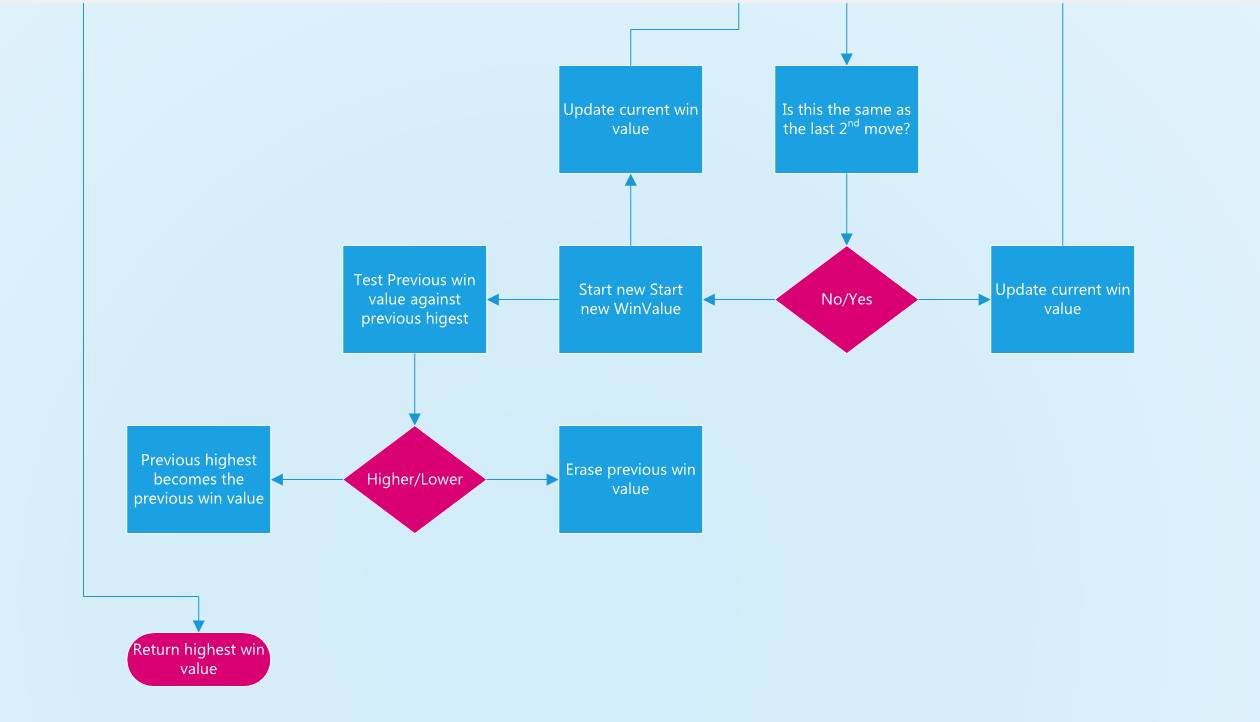 Update current win
value
Is this the same as
the last 2nd move?
Test Previous win
value against
previous higest
Start new Start
new WinValue
No/Yes
Update current win
value
Previous highest
becomes the
previous win value
Higher/Lower
Erase previous win
value
Return highest win
value